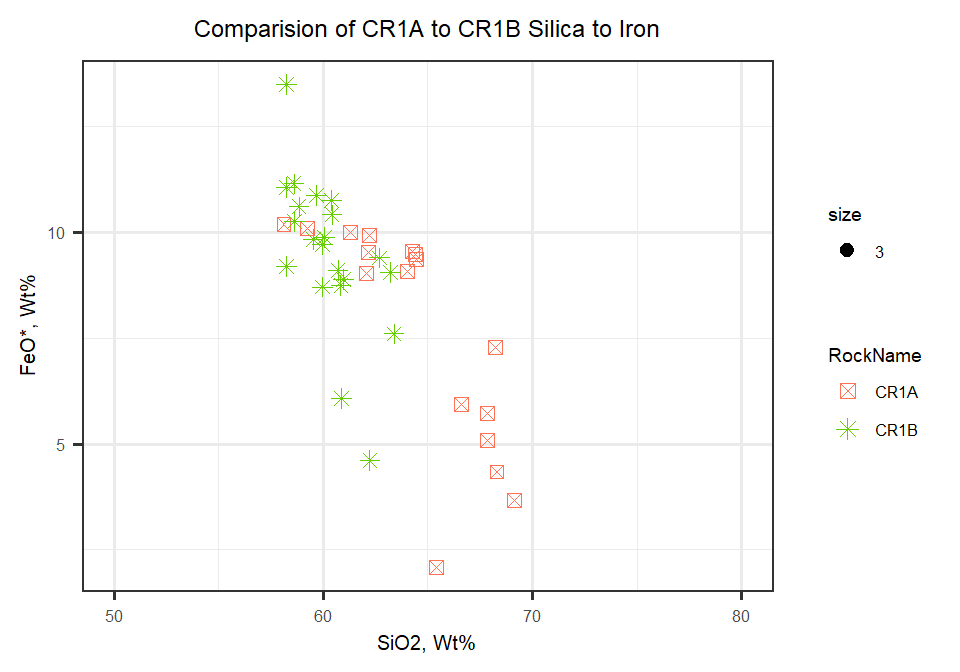 Comparision of CR1A to CR1B Silica to Iron
FeO*, Wt%
10
5
50
60
70
80
SiO2, Wt%
size
3
RockName
CR1A
CR1B